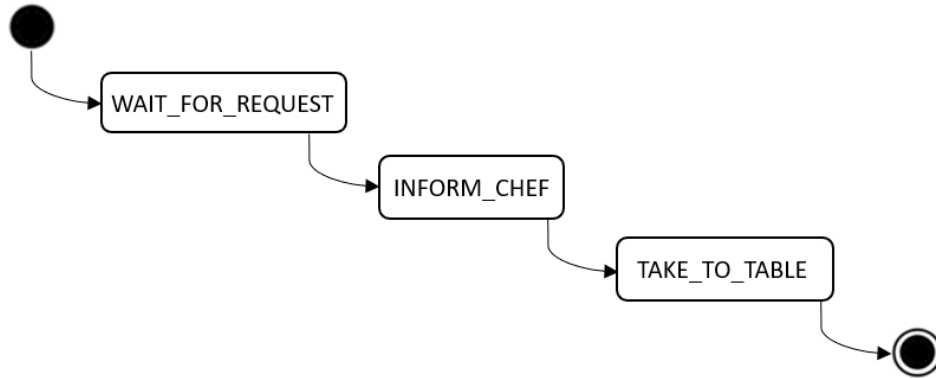 WAIT_FOR_REQUEST
INFORM_CHEF
TAKE_TO_TABLE